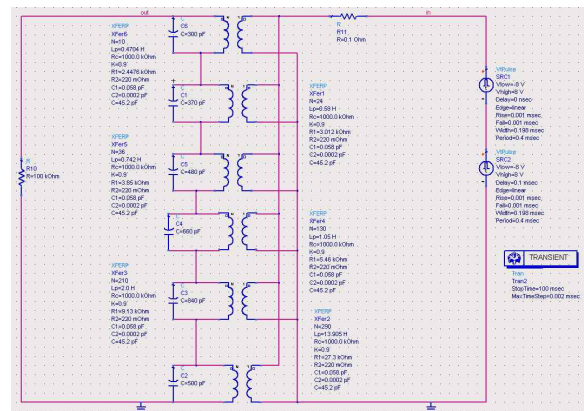 out
in
XFERP
XFer6
N=10
Lp=0.4704 H
Rc=1000.0 kOhm
K=0.9
R1=2.4476 kOhm
R2=220 mOhm
C1=0.058 pF
C2=0.0002 pF
C=45.2 pF
C
C6
C=300 pF
R
R11
R=0.1 Ohm
VtPulse
SRC1
Vlow=-8 V
Vhigh=8 V
Delay=0 nsec
Edge=linear
Rise=0.001 msec
Fall=0.001 msec
Width=0.198 msec
Period=0.4 msec
C1
C=370 pF
XFERP
XFer1
N=24
Lp=0.58 H
Rc=1000.0 kOhm
K=0.9
R1=3.012 kOhm
R2=220 mOhm
C1=0.058 pF
C2=0.0002 pF
C=45.2 pF
XFERP
XFer5
N=36
Lp=0.742 H
Rc=1000.0 kOhm
K=0.9
R1=3.85 kOhm
R2=220 mOhm
C1=0.058 pF
C2=0.0002 pF
C=45.2 pF
C5
C=480 pF
R
R10
R=100 kOhm
VtPulse
SRC2
Vlow=-8 V
Vhigh=8 V
Delay=0.1 msec
Edge=linear
Rise=0.001 msec
Fall=0.001 msec
Width=0.198 msec
Period=0.4 msec
C4
C=660 pF
XFERP
XFer4
N=130
Lp=1.05 H
Rc=1000.0 kOhm
K=0.9
R1=5.46 kOhm
R2=220 mOhm
C1=0.058 pF
C2=0.0002 pF
C=45.2 pF
XFERP
XFer3
N=210
Lp=2.0 H
Rc=1000.0 kOhm
K=0.9
R1=9.13 kOhm
R2=220 mOhm
C1=0.058 pF
C2=0.0002 pF
C=45.2 pF
C3
C=840 pF
TRANSIENT
Tran
Tran2
StopTime=100 msec
MaxTimeStep=0.002 msec
XFERP
XFer2
N=290
Lp=13.905 H
Rc=1000.0 kOhm
K=0.9
R1=27.3 kOhm
R2=220 mOhm
C1=0.058 pF
C2=0.0002 pF
C=45.2 pF
C
C2
C=500 pF